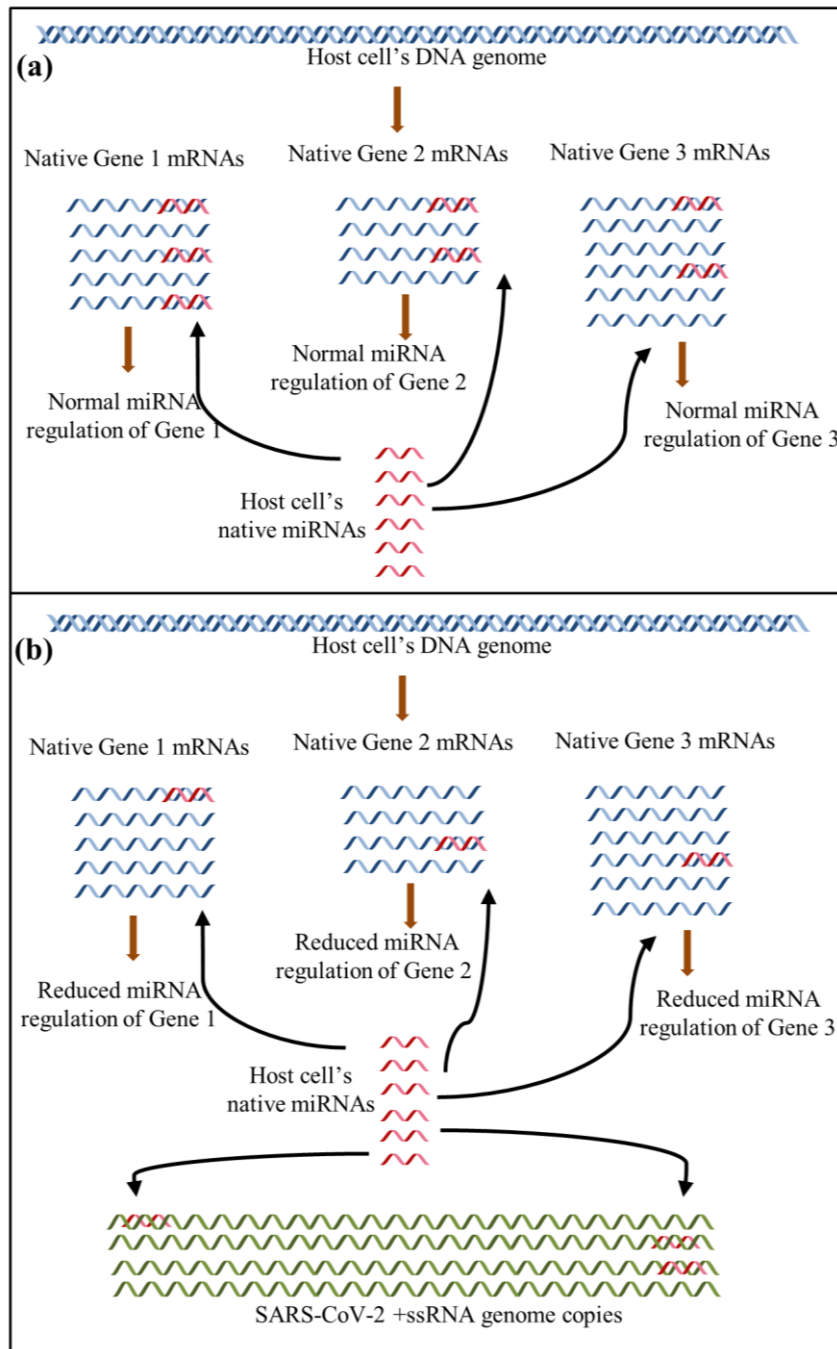 (a)
Host cell's DNA genome
Native Gene 1 mRNAs
Native Gene 2 mRNAs
Native Gene 3 mRNAs
Normal miRNA
regulation of Gene 1
Normal miRNA
regulation of Gene 2
Normal miRNA
regulation of Gene 3
Host cell's
native miRNAs
(b)
Host cell's DNA genome
Native Gene 1 mRNAs
Native Gene 2 mRNAs
Native Gene 3 mRNAs
Reduced miRNA
regulation of Gene 1
Reduced miRNA
regulation of Gene 2
Reduced miRNA
regulation of Gene 3
Host cell's
native miRNAs
SARS-CoV-2 +ssRNA genome copies